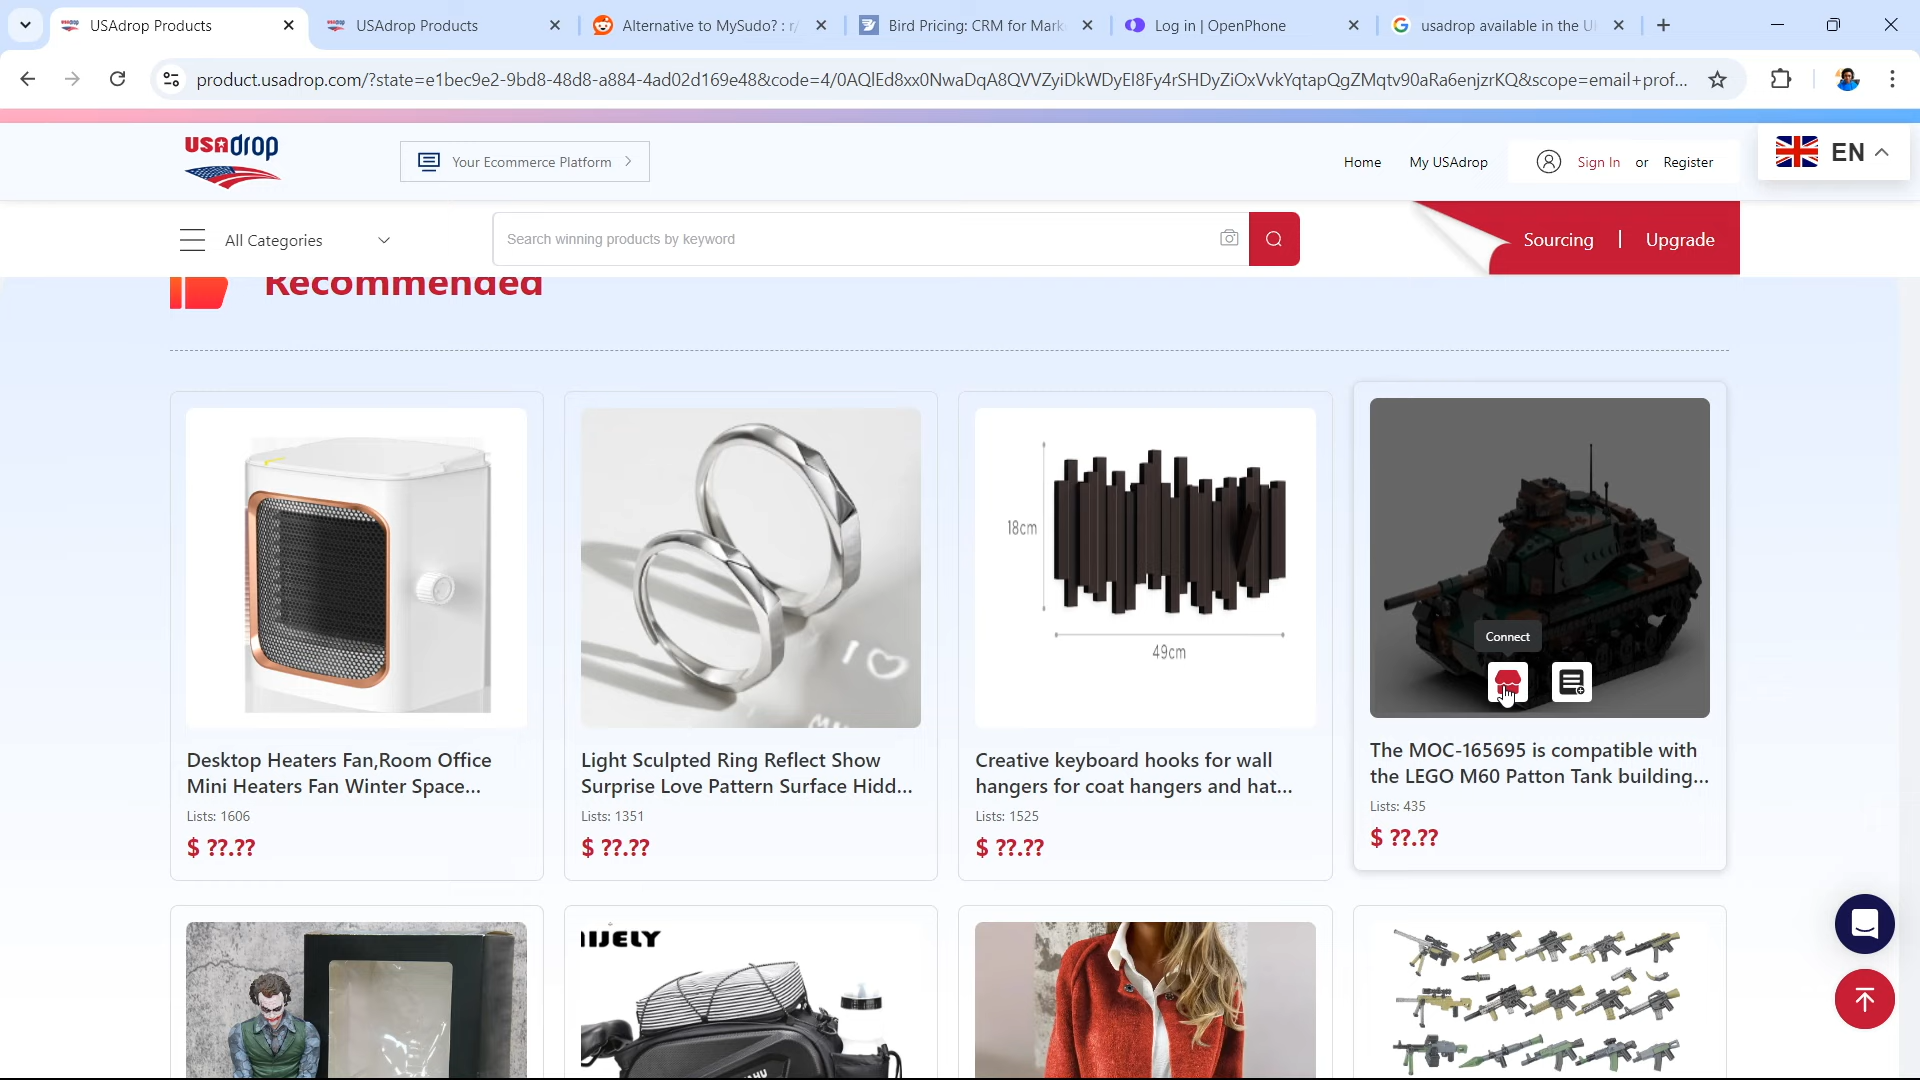 USAdrop Products
USAdrop Products
Alternative to MySudo? : r/
Bird Pricing: CRM for Mark
Log in | OpenPhone
usadrop available in the U
product.usadrop.com/?state=e1bec9e2-9bd8-48d8-a884-4ad02d169e48&code=4/0AQlEd8xx0NwaDqA8QVVZyiDkWDyEI8Fy4rSHDyZiOxVvkYqtapQgZMqtv90aRa6enjzrKQ&scope=email+prof...
USADrop
Your Ecommerce Platform
Home
My USAdrop
Sign In or Register
EN
All Categories
Search winning products by keyword
Sourcing | Upgrade
Recommended
18cm
49cm
I
Connect
Desktop Heaters Fan,Room Office
Mini Heaters Fan Winter Space...
Lists: 1606
$ ??.??
Light Sculpted Ring Reflect Show
Surprise Love Pattern Surface Hidd...
Lists: 1351
$ ??.??
Creative keyboard hooks for wall
hangers for coat hangers and hat...
Lists: 1525
$ ??.??
The MOC-165695 is compatible with
the LEGO M60 Patton Tank building...
Lists: 435
$ ??.??